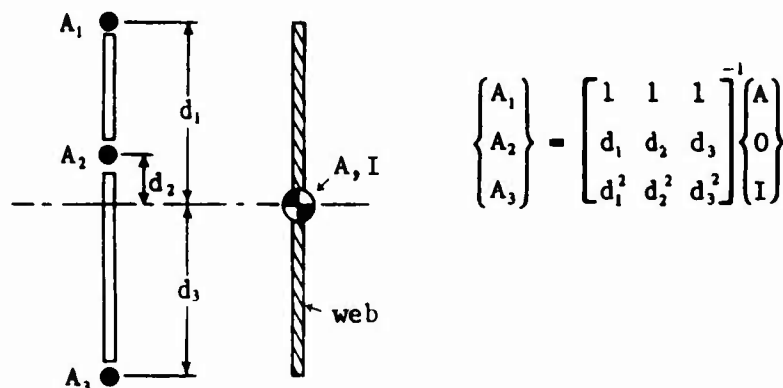 A₁
d₁
A₂
d₂
A, I
d₃
web
A₃
{A₁ A₂ A₃} = [1 1 1 d₁ d₂ d₃ d₁² d₂² d₃²]⁻¹ {A 0 I}